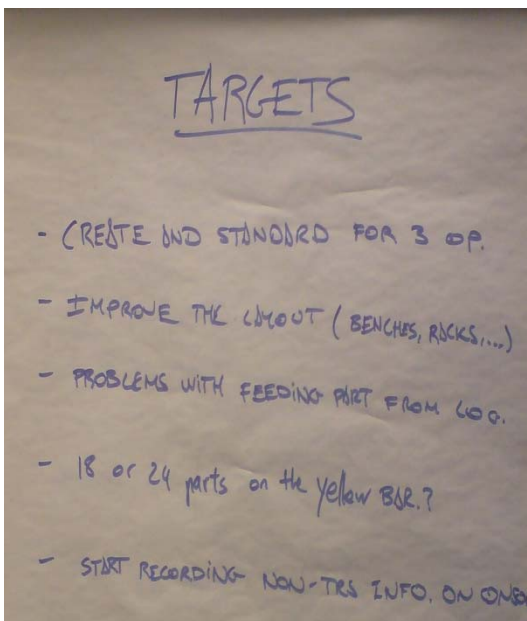 TARGETS
- CREATE AND STANDARD FOR 3 OP.
- IMPROVE THE LAYOUT ( BENCHES, RACKS,...)
- PROBLEMS WITH FEEDING PART FROM LOG.
- 18 or 24 parts on the yellow BAR.?
- START RECORDING NON-TRS INFO. ON